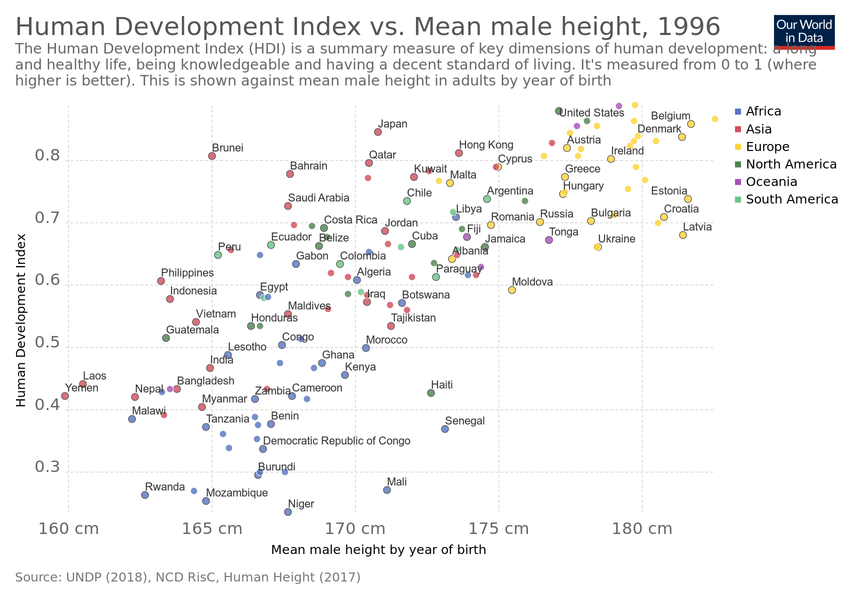 Human Development Index vs. Mean male height, 1996
Our World
in Data
The Human Development Index (HDI) is a summary measure of key dimensions of human development: a long
and healthy life, being knowledgeable and having a decent standard of living. It's measured from 0 to 1 (where
higher is better). This is shown against mean male height in adults by year of birth
Africa
Asia
Europe
North America
Oceania
South America
Human Development Index
0.8
0.7
0.6
0.5
0.4
0.3
United States
Belgium
Japan
Denmark
Brunei
Hong Kong
Austria
Ireland
Qatar
Cyprus
Bahrain
Kuwait
Malta
Greece
Hungary
Saudi Arabia
Chile
Argentina
Estonia
Libya
Costa Rica
Jordan
Fiji
Romania
Russia
Bulgaria
Croatia
Latvia
Ecuador
Belize
Cuba
Jamaica
Tonga
Ukraine
Peru
Gabon
Colombia
Albania
Philippines
Algeria
Paraguay
Indonesia
Egypt
Iraq
Botswana
Moldova
Maldives
Vietnam
Honduras
Tajikistan
Guatemala
Congo
Morocco
Lesotho
Ghana
India
Kenya
Laos
Yemen
Nepal
Bangladesh
Zambia
Cameroon
Haiti
Myanmar
Malawi
Tanzania
Benin
Senegal
Democratic Republic of Congo
Burundi
Rwanda
Mozambique
Mali
Niger
160 cm
165 cm
170 cm
175 cm
180 cm
Mean male height by year of birth
Source: UNDP (2018), NCD RisC, Human Height (2017)